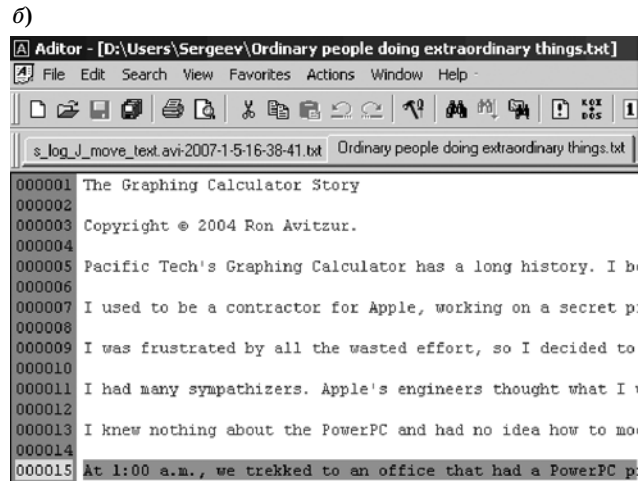 б)
Aditor - [D:\Users\Sergeev\Ordinary people doing extraordinary things.txt]
File Edit Search View Favorites Actions Window Help
s_log_J_move_text.avi-2007-1-5-16-38-41.txt Ordinary people doing extraordinary things.txt
000001 The Graphing Calculator Story
000002
000003 Copyright © 2004 Ron Avitzur.
000004
000005 Pacific Tech's Graphing Calculator has a long history. I
000006
000007 I used to be a contractor for Apple, working on a secret
000008
000009 I was frustrated by all the wasted effort, so I decided to
000010
000011 I had many sympathizers. Apple's engineers thought what I
000012
000013 I knew nothing about the PowerPC and had no idea how to
000014
000015 At 1:00 a.m., we trekked to an office that had a PowerPC